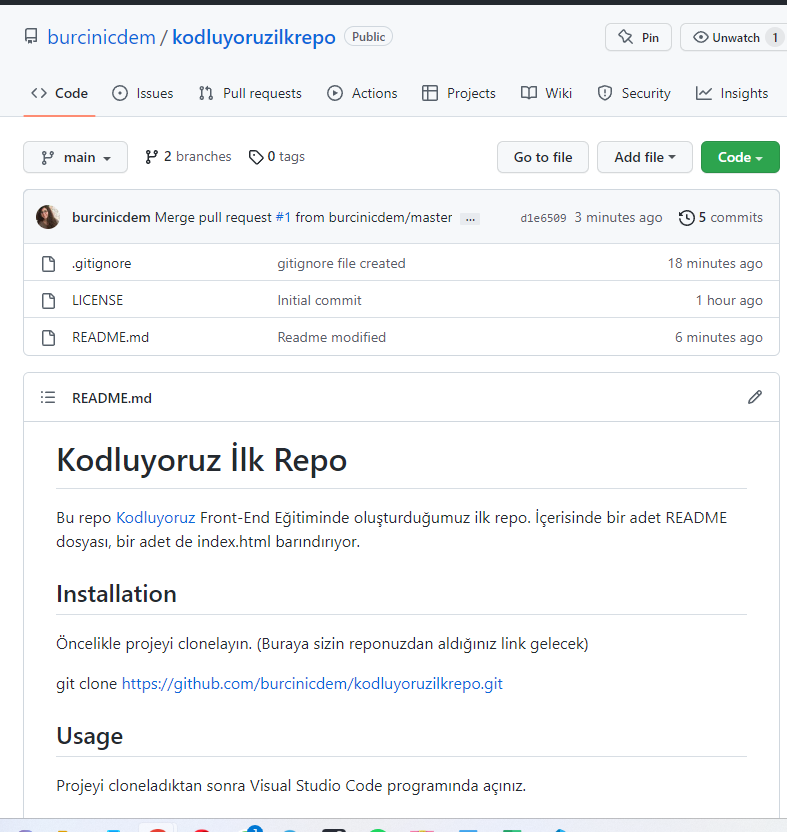 burcinicdem / kodluyoruzilkrepo Public Pin Unwatch 1
Code Issues Pull requests Actions Projects Wiki Security Insights
main 2 branches 0 tags Go to file Add file Code
burcinicdem Merge pull request #1 from burcinicdem/master ... d1e6509 3 minutes ago 5 commits
.gitignore gitignore file created 18 minutes ago
LICENSE Initial commit 1 hour ago
README.md Readme modified 6 minutes ago
README.md
Kodluyoruz İlk Repo
Bu repo Kodluyoruz Front-End Eğitiminde oluşturduğumuz ilk repo. İçerisinde bir adet README
dosyası, bir adet de index.html barındırıyor.
Installation
Öncelikle projeyi clonelayın. (Buraya sizin reponuzdan aldığınız link gelecek)
git clone https://github.com/burcinicdem/kodluyoruzilkrepo.git
Usage
Projeyi cloneladıktan sonra Visual Studio Code programında açınız.